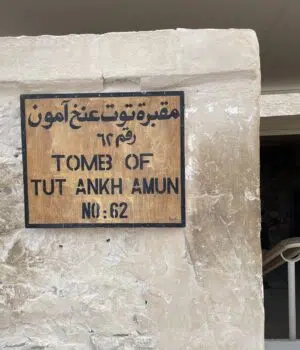 مقبرة توت عنخ آمون
رقم ٦٢
TOMB OF
TUT ANKH AMUN
NO: 62